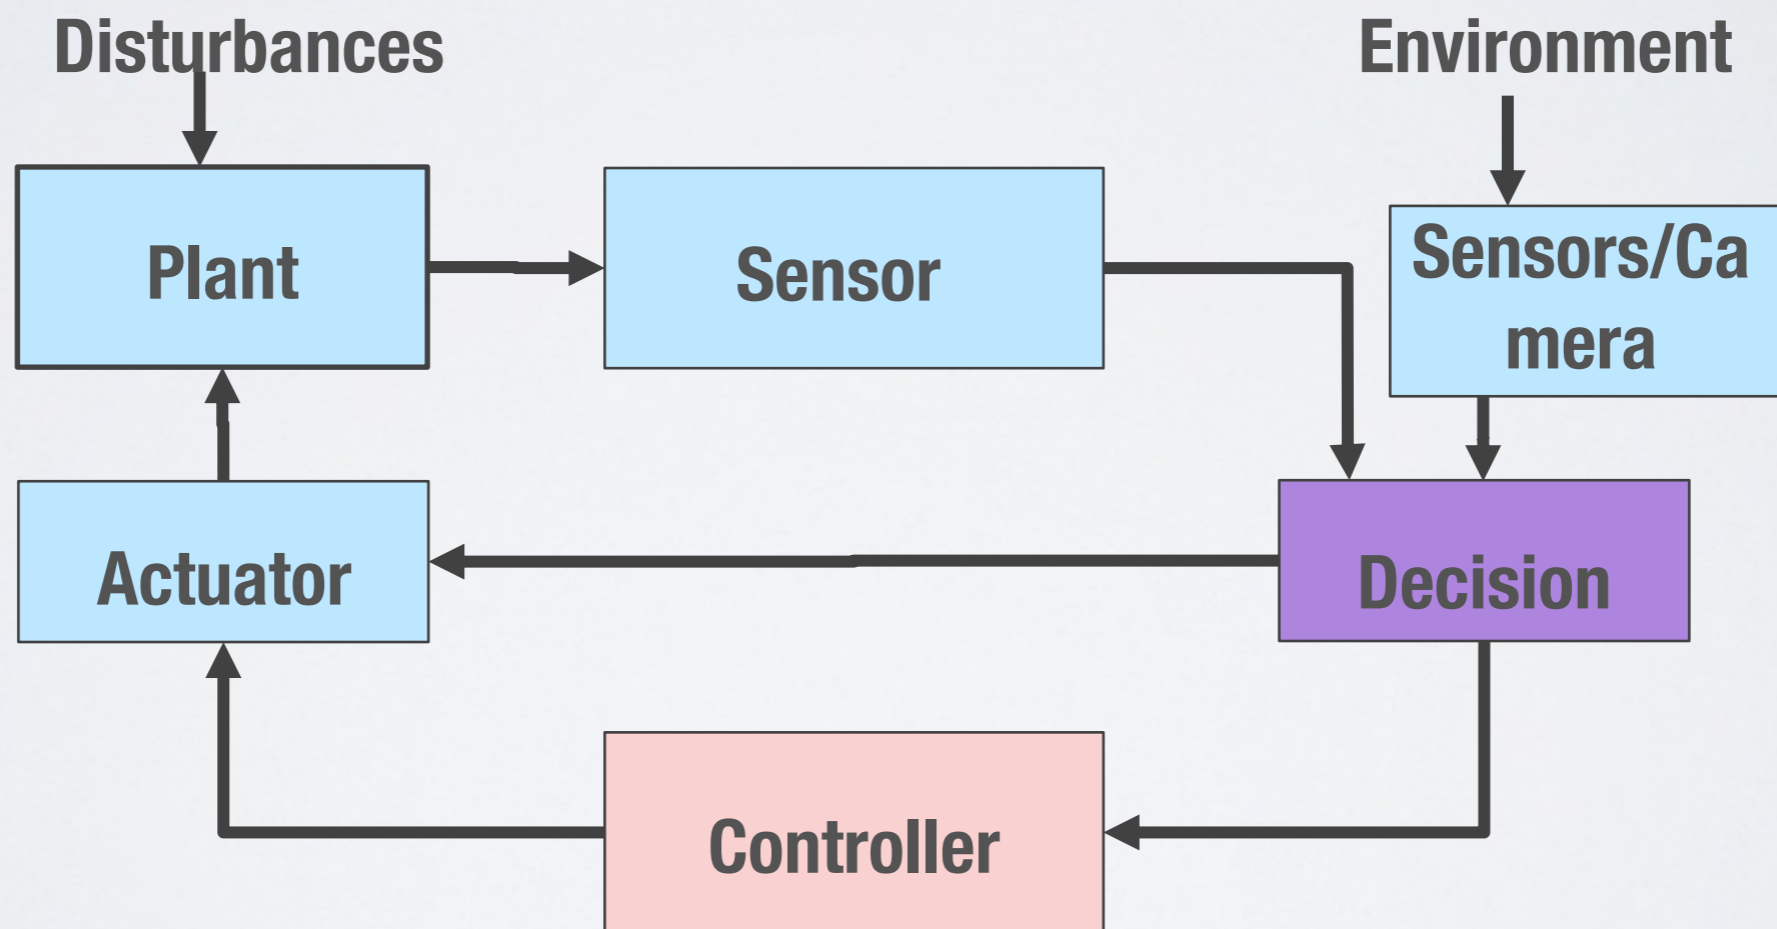 Disturbances
Environment
Plant
Sensor
Sensors/Ca
mera
Actuator
Decision
Controller